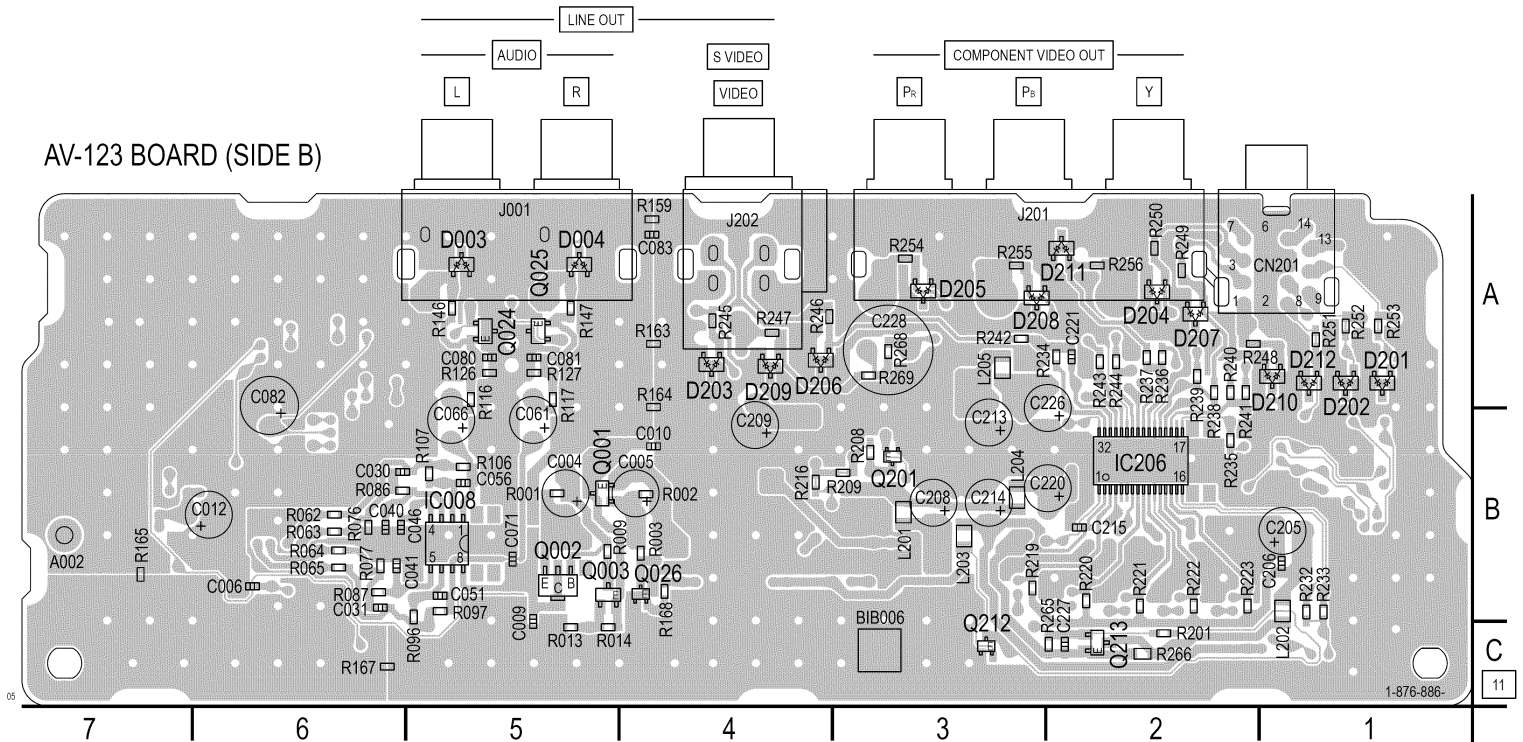 LINE OUT
AUDIO
S VIDEO
COMPONENT VIDEO OUT
L
R
VIDEO
PR
PB
Y
AV-123 BOARD (SIDE B)
J001
R159
J202
J201
R250
7
6
14
13
D003
D004
C083
R254
R255
D211
R256
R249
3
CN201
Q025
D205
D208
D204
D207
1
2
8
9
A
R146
Q024
R147
R163
R245
R247
R246
C228
R268
R242
C221
R251
R252
R253
C080
C081
R126
R127
D203
D209
D206
R269
L205
R234
R243
R244
R237
R236
R240
R248
D212
D201
C082
R116
R117
R164
C209
C213
C226
R239
R238
R241
D210
D202
C066
C061
C010
R107
R106
C030
C056
R086
IC008
C004
Q001
C005
R001
R002
R208
Q201
R216
R209
L204
C208
C214
C220
32
17
IC206
1
16
R235
C012
R062
R063
R064
R065
R076
C040
C046
4
1
5
8
C071
R009
R003
L201
L203
C215
C205
C206
B
A002
R165
R077
C041
Q002
E
C
B
Q003
Q026
R168
C006
R087
C031
C051
R097
R096
C009
R013
R014
R219
R220
R221
R222
R223
R232
R233
BIB006
Q212
R265
C227
Q213
R201
R266
L202
R167
C
05
1-876-886-
11
7
6
5
4
3
2
1